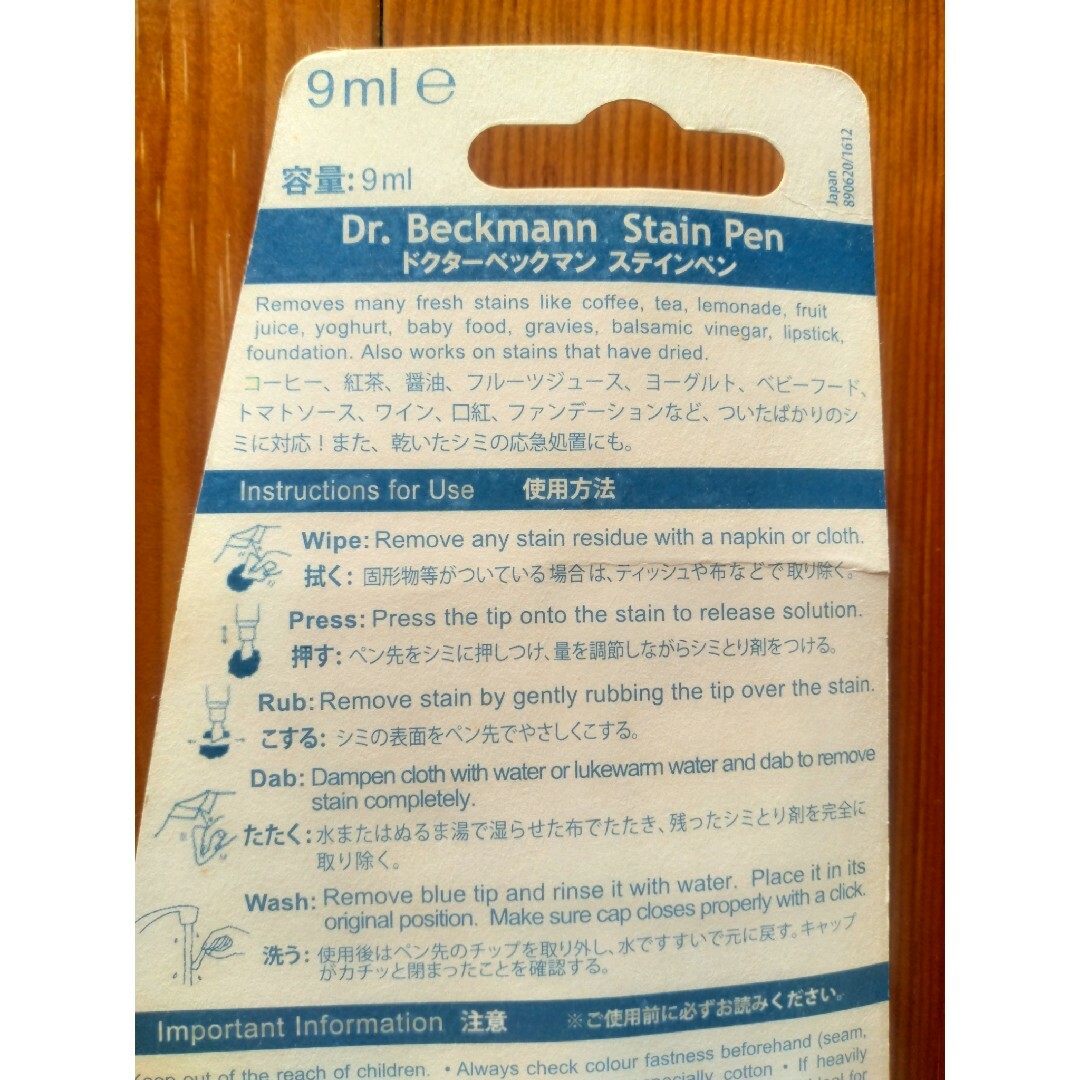 9ml ℮
容量:9ml
Japan
890620/1612
Dr. Beckmann Stain Pen
ドクターベックマン ステインペン
Removes many fresh stains like coffee, tea, lemonade, fruit
juice, yoghurt, baby food, gravies, balsamic vinegar, lipstick,
foundation. Also works on stains that have dried.
コーヒー、紅茶、醤油、フルーツジュース、ヨーグルト、ベビーフード、
トマトソース、ワイン、口紅、ファンデーションなど、ついたばかりのシ
ミに対応！また、乾いたシミの応急処置にも。
Instructions for Use 使用方法
Wipe: Remove any stain residue with a napkin or cloth.
拭く: 固形物等がついている場合は、ティッシュや布などで取り除く。
Press: Press the tip onto the stain to release solution.
押す: ペン先をシミに押しつけ、量を調節しながらシミとり剤をつける。
Rub: Remove stain by gently rubbing the tip over the stain.
こする: シミの表面をペン先でやさしくこする。
Dab: Dampen cloth with water or lukewarm water and dab to remove
stain completely.
たたく: 水またはぬるま湯で湿らせた布でたたき、残ったシミとり剤を完全に
取り除く。
Wash: Remove blue tip and rinse it with water. Place it in its
original position. Make sure cap closes properly with a click.
洗う: 使用後はペン先のチップを取り外し、水ですすいで元に戻す。キャップ
がカチッと閉まったことを確認する。
Important Information 注意 ※ご使用前に必ずお読みください。
out of the reach of children. • Always check colour fastness beforehand (seam,
especially cotton • If heavily
for